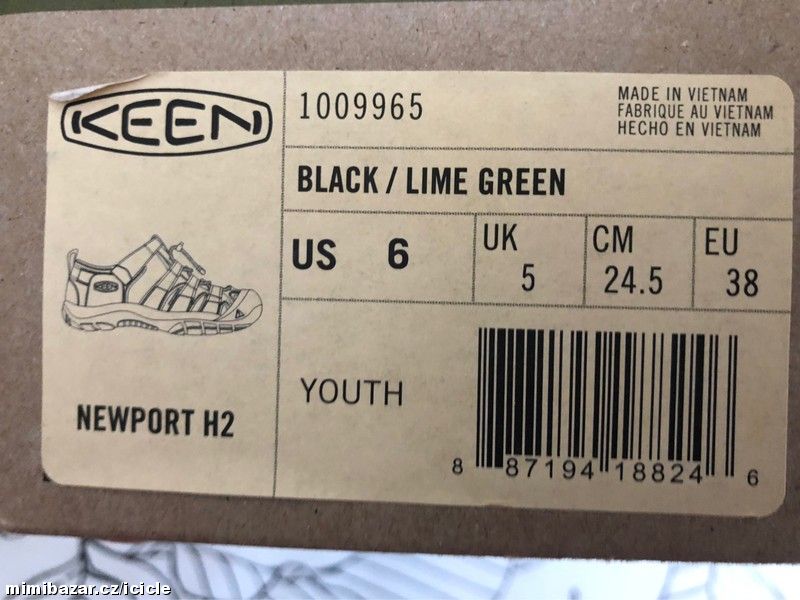 KEEN
1009965
MADE IN VIETNAM
FABRIQUE AU VIETNAM
HECHO EN VIETNAM
BLACK / LIME GREEN
US 6
UK 5
CM 24.5
EU 38
KEEN
NEWPORT H2
YOUTH
8 87194 18824 6
mimibazar.cz/icicle